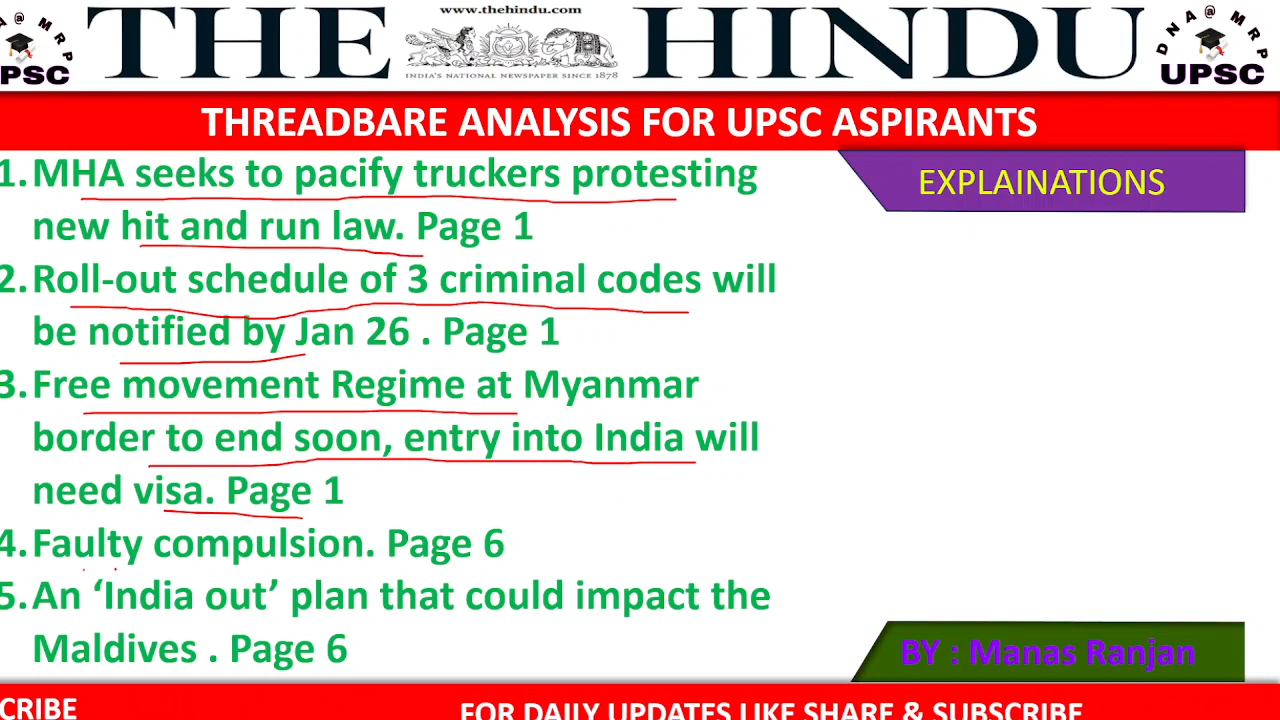 www.thehindu.com
THE HINDU
INDIA'S NATIONAL NEWSPAPER SINCE 1878
DNA@MRP
UPSC
THREADBARE ANALYSIS FOR UPSC ASPIRANTS
EXPLAINATIONS
1. MHA seeks to pacify truckers protesting
new hit and run law. Page 1
2. Roll-out schedule of 3 criminal codes will
be notified by Jan 26 . Page 1
3. Free movement Regime at Myanmar
border to end soon, entry into India will
need visa. Page 1
4. Faulty compulsion. Page 6
5. An ‘India out’ plan that could impact the
Maldives . Page 6
BY : Manas Ranjan
CRIBE
FOR DAILY UPDATES LIKE SHARE & SUBSCRIBE